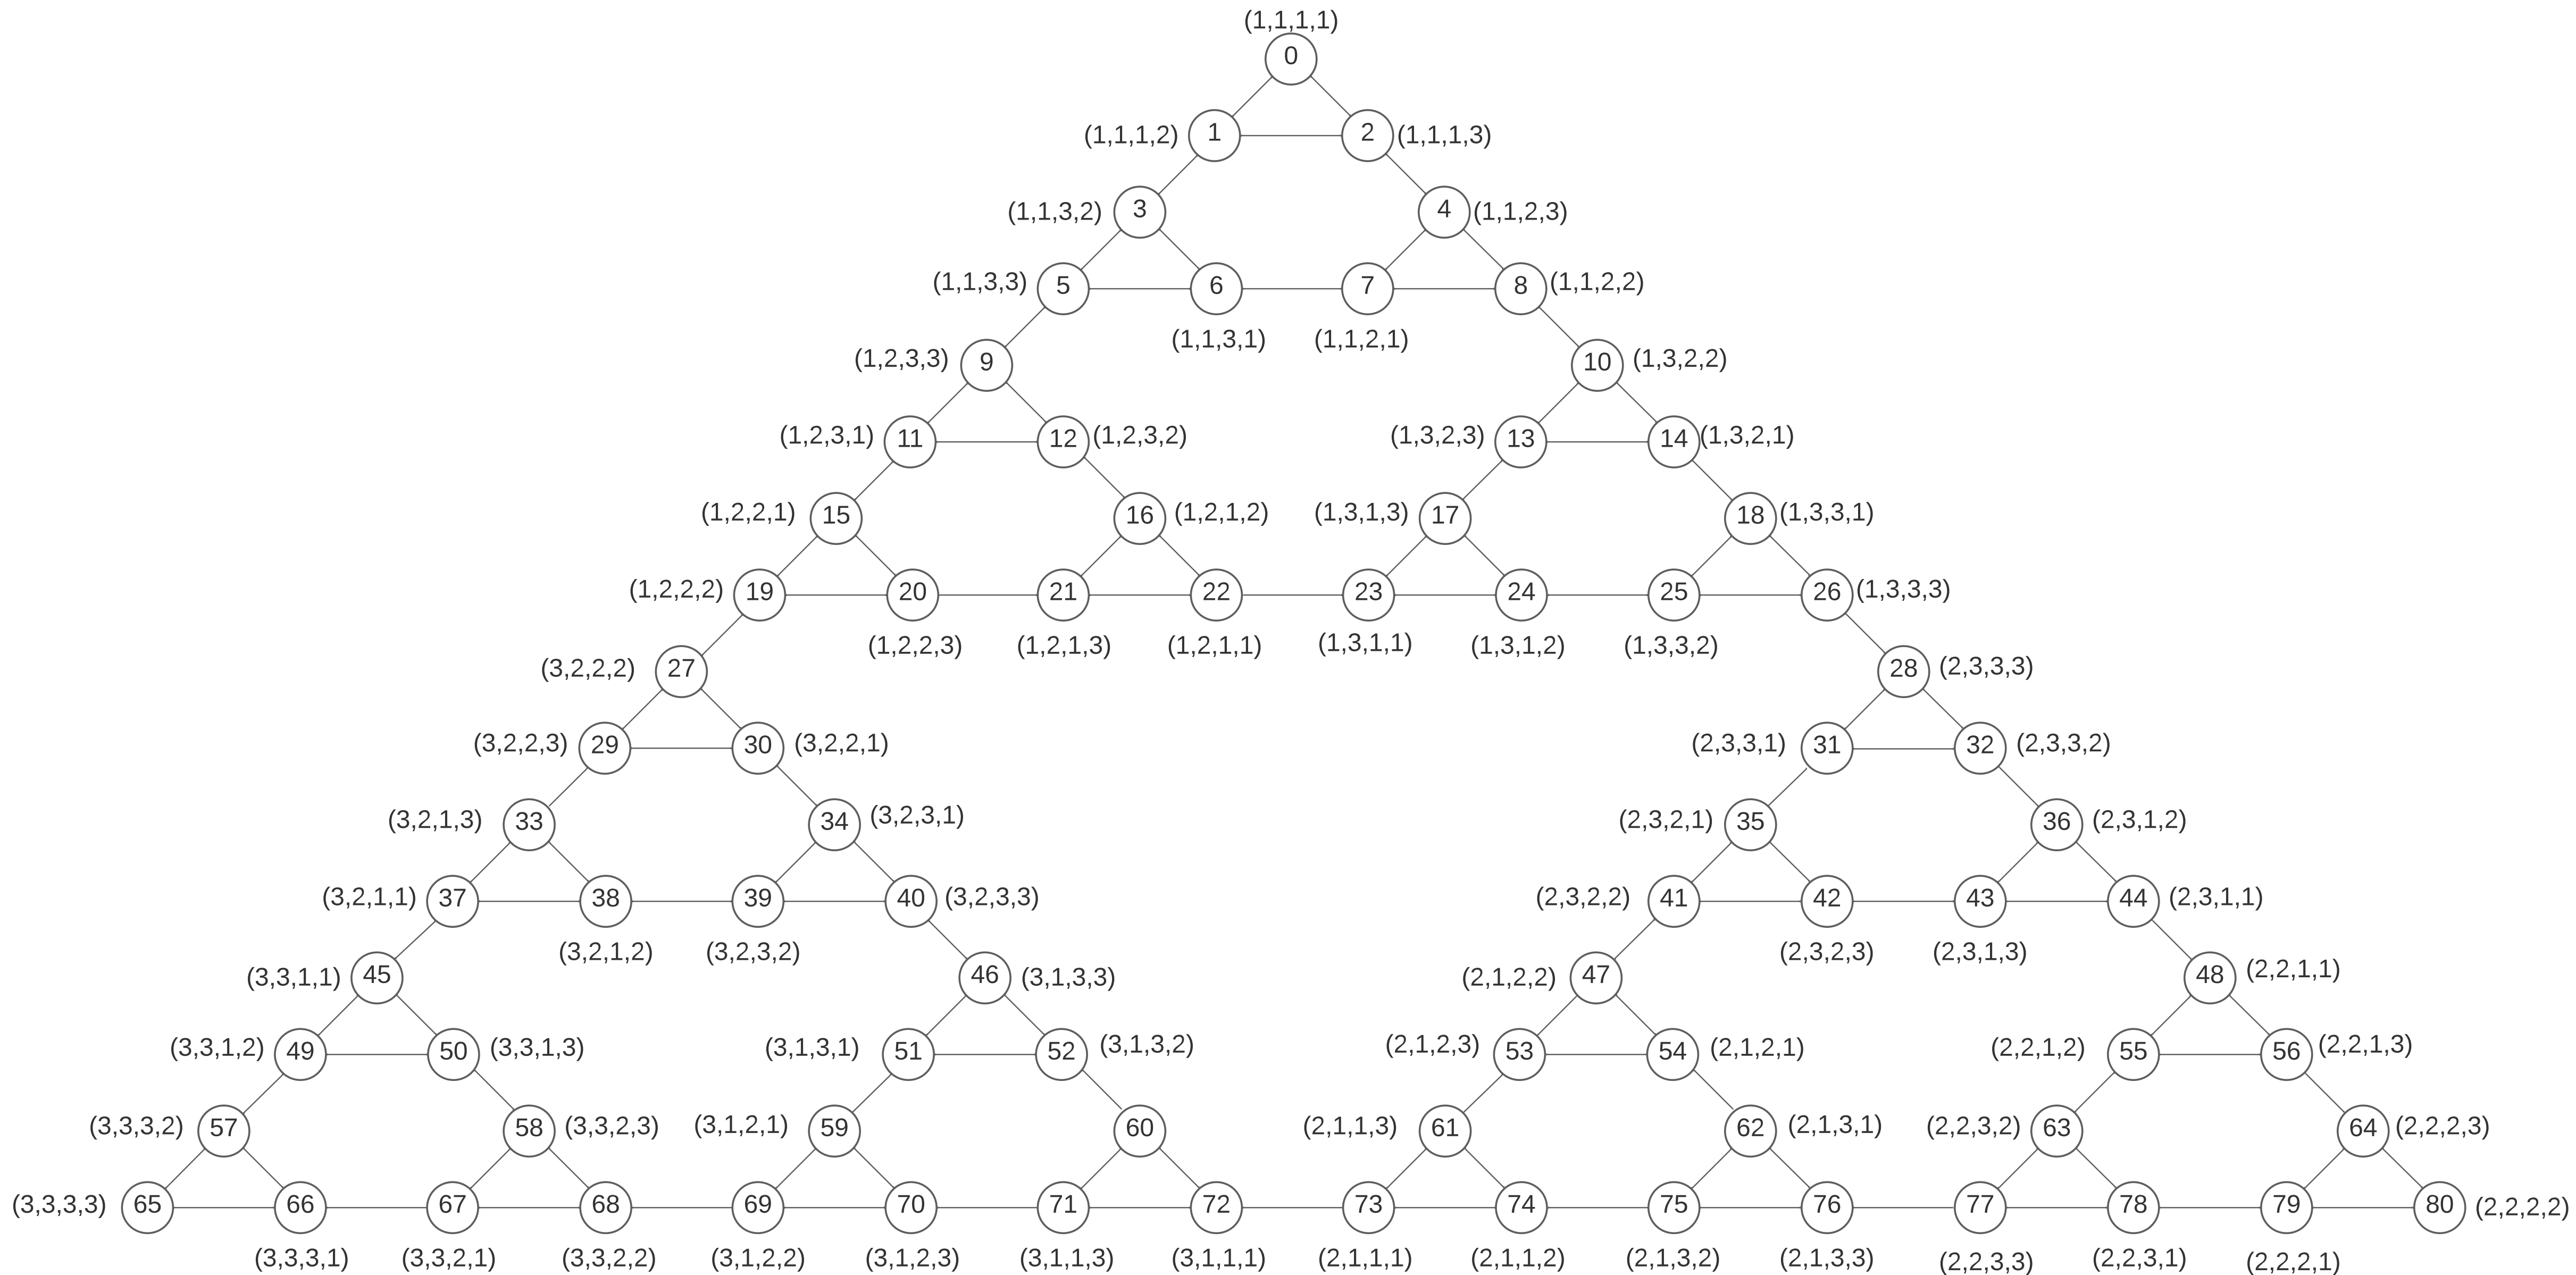 (1,1,1,1)
0
(1,1,1,2) 1 2 (1,1,1,3)
(1,1,3,2) 3 4 (1,1,2,3)
(1,1,3,3) 5 6 7 8 (1,1,2,2)
(1,1,3,1) (1,1,2,1)
(1,2,3,3) 9 10 (1,3,2,2)
(1,2,3,1) 11 12 (1,2,3,2) (1,3,2,3) 13 14 (1,3,2,1)
(1,2,2,1) 15 16 (1,2,1,2) (1,3,1,3) 17 18 (1,3,3,1)
(1,2,2,2) 19 20 21 22 23 24 25 26 (1,3,3,3)
(1,2,2,3) (1,2,1,3) (1,2,1,1) (1,3,1,1) (1,3,1,2) (1,3,3,2)
(3,2,2,2) 27 28 (2,3,3,3)
(3,2,2,3) 29 30 (3,2,2,1) (2,3,3,1) 31 32 (2,3,3,2)
(3,2,1,3) 33 34 (3,2,3,1) (2,3,2,1) 35 36 (2,3,1,2)
(3,2,1,1) 37 38 39 40 (3,2,3,3) (2,3,2,2) 41 42 43 44 (2,3,1,1)
(3,2,1,2) (3,2,3,2) (2,3,2,3) (2,3,1,3)
(3,3,1,1) 45 46 (3,1,3,3) (2,1,2,2) 47 48 (2,2,1,1)
(3,3,1,2) 49 50 (3,3,1,3) (3,1,3,1) 51 52 (3,1,3,2) (2,1,2,3) 53 54 (2,1,2,1) (2,2,1,2) 55 56 (2,2,1,3)
(3,3,3,2) 57 58 (3,3,2,3) (3,1,2,1) 59 60 (2,1,1,3) 61 62 (2,1,3,1) (2,2,3,2) 63 64 (2,2,2,3)
(3,3,3,3) 65 66 67 68 69 70 71 72 73 74 75 76 77 78 79 80 (2,2,2,2)
(3,3,3,1) (3,3,2,1) (3,3,2,2) (3,1,2,2) (3,1,2,3) (3,1,1,3) (3,1,1,1) (2,1,1,1) (2,1,1,2) (2,1,3,2) (2,1,3,3) (2,2,3,3) (2,2,3,1) (2,2,2,1)